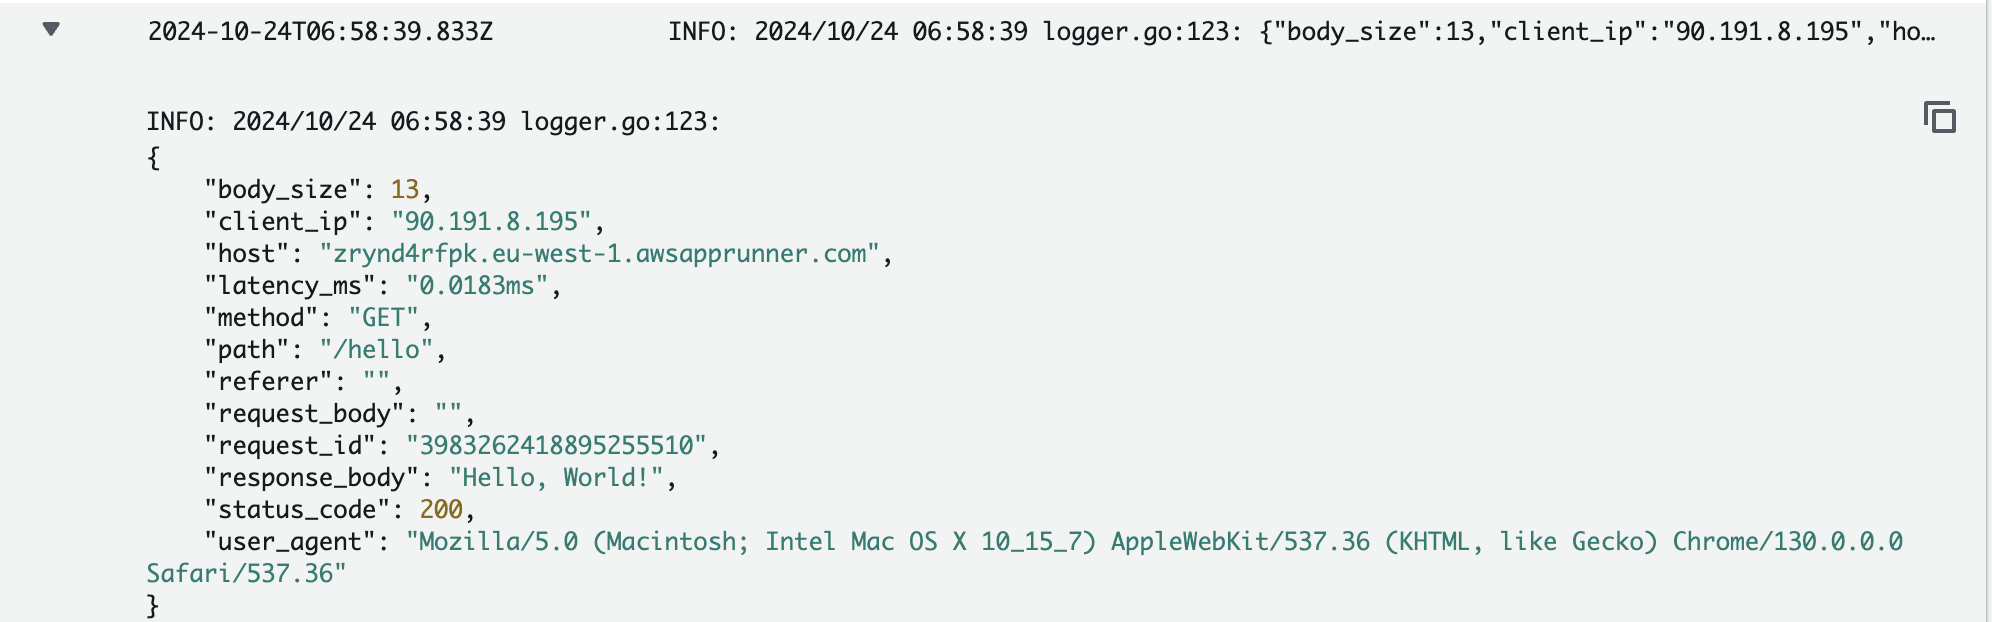 2024-10-24T06:58:39.833Z INFO: 2024/10/24 06:58:39 logger.go:123: {"body_size":13,"client_ip":"90.191.8.195","ho…
INFO: 2024/10/24 06:58:39 logger.go:123:
{
"body_size": 13,
"client_ip": "90.191.8.195",
"host": "zrynd4rfpk.eu-west-1.awsapprunner.com",
"latency_ms": "0.0183ms",
"method": "GET",
"path": "/hello",
"referer": "",
"request_body": "",
"request_id": "3983262418895255510",
"response_body": "Hello, World!",
"status_code": 200,
"user_agent": "Mozilla/5.0 (Macintosh; Intel Mac OS X 10_15_7) AppleWebKit/537.36 (KHTML, like Gecko) Chrome/130.0.0.0
Safari/537.36"
}